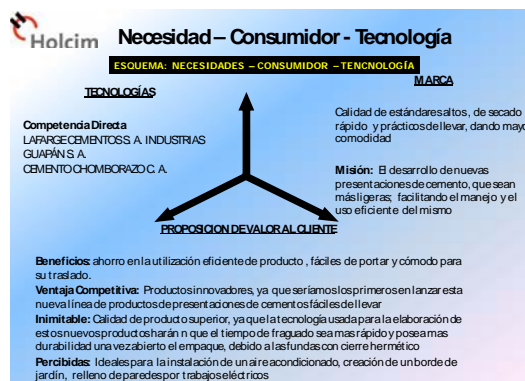 Holcim
Necesidad – Consumidor - Tecnología
ESQUEMA: NECESIDADES – CONSUMIDOR – TENCNOLOGÍA
TECNOLOGÍAS
Competencia Directa
LAFARGE CEMENTOS S. A. INDUSTRIAS
GUAPÁN S. A.
CEMENTO CHOMBORAZO C. A.
MARCA
Calidad de estándares altos, de secado
rápido y prácticos de llevar, dando mayo
comodidad
Misión: El desarrollo de nuevas
presentaciones de cemento, que sean
más ligeras; facilitando el manejo y el
uso eficiente del mismo
PROPOSICION DE VALOR AL CLIENTE
Beneficios: ahorro en la utilización eficiente de producto , fáciles de portar y cómodo para
su traslado.
Ventaja Competitiva: Productos innovadores, ya que seríamos los primeros en lanzar esta
nueva línea de productos de presentaciones de cementos fáciles de llevar
Inimitable: Calidad de producto superior, ya que la tecnología usada para la elaboración de
estos nuevos productos harán n que el tiempo de fraguado sea mas rápido y posea mas
durabilidad una vez abierto el empaque, debido a las fundas con cierre hermético
Percibidas: Ideales para la instalación de un aire acondicionado, creación de un borde de
jardín, relleno de paredes por trabajos eléctricos